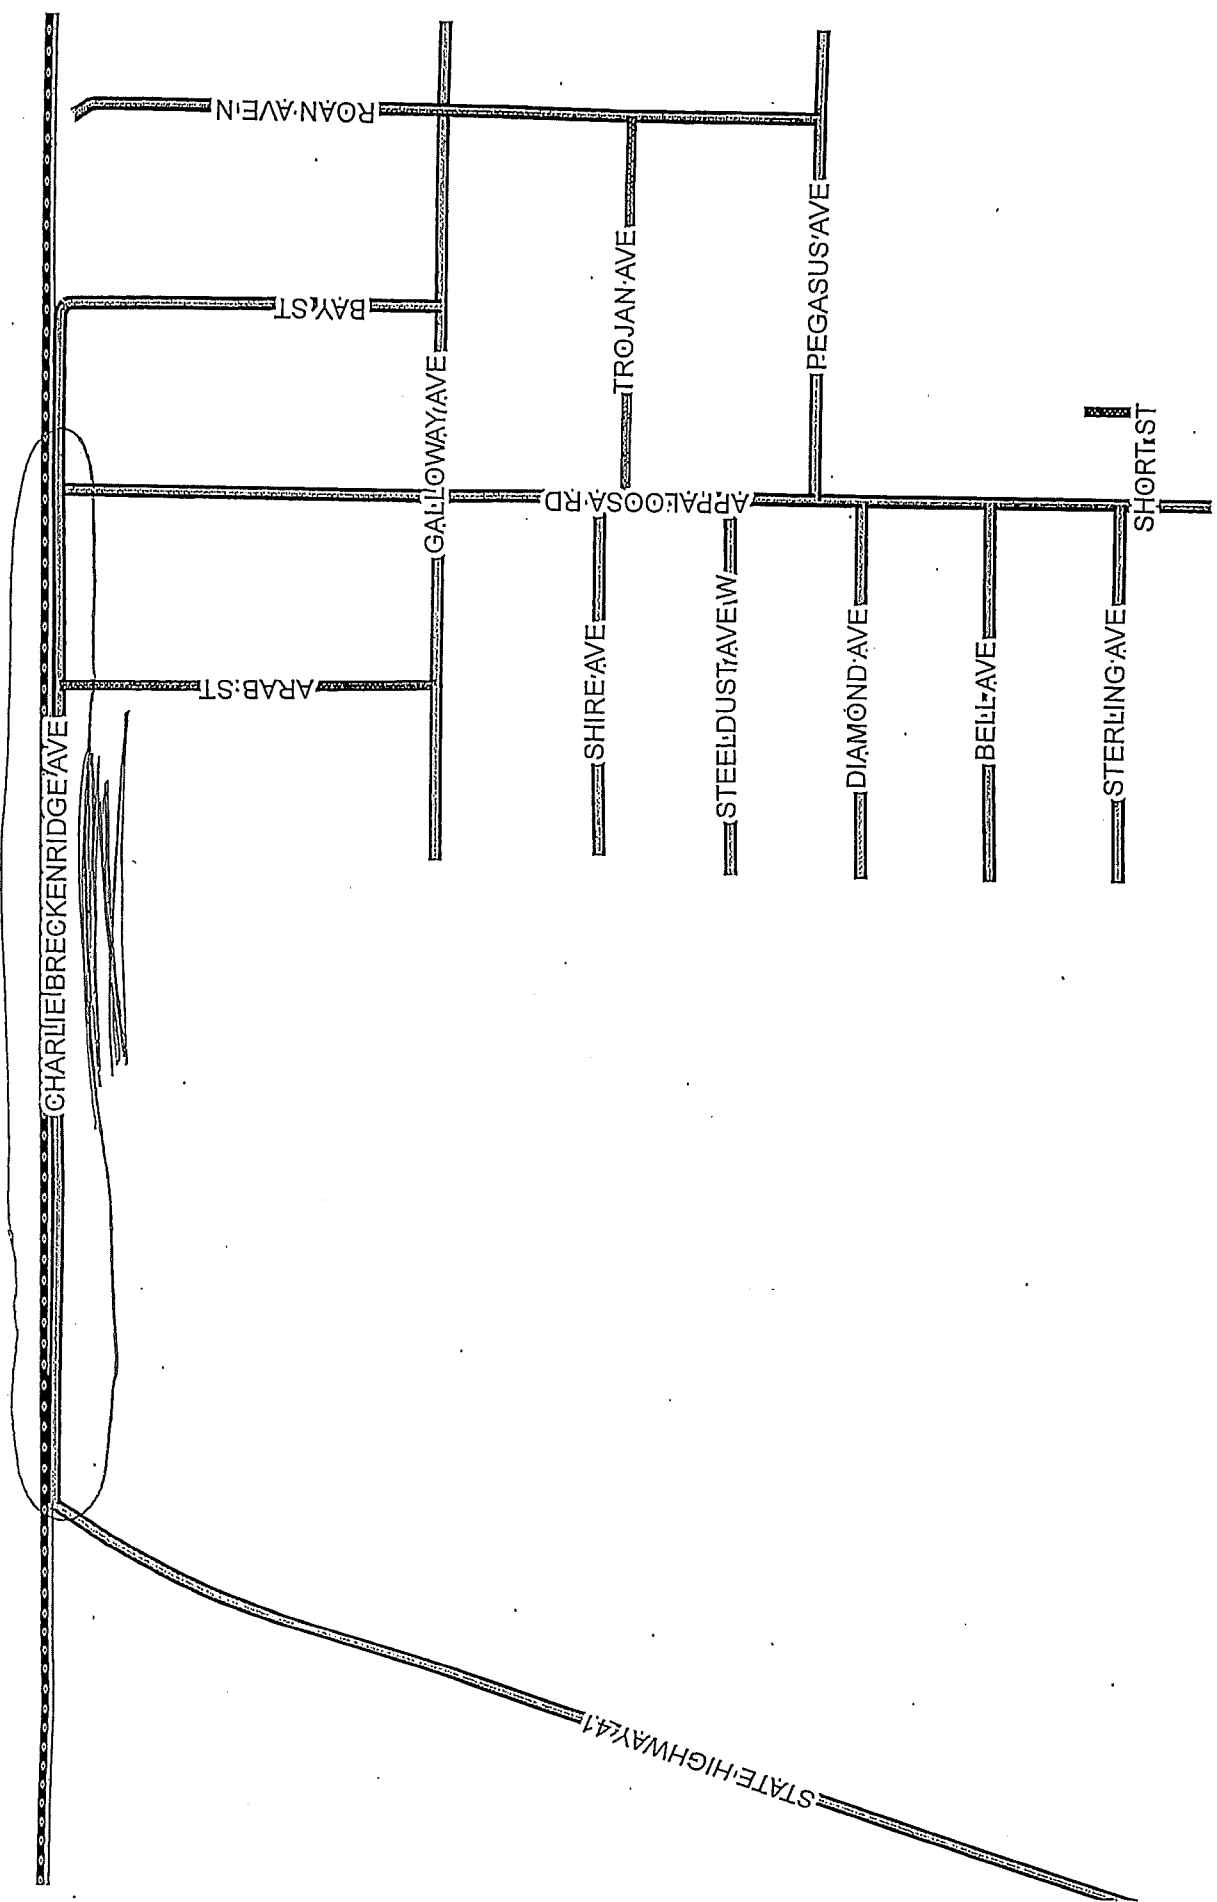 ROAN AVE N
BAY ST
TROJAN AVE
PEGASUS AVE
GALLOWAY AVE
APPALOOSA RD
SHORT ST
ARAB ST
SHIRE AVE
STEELDUST AVE W
DIAMOND AVE
BELL AVE
STERLING AVE
CHARLIE BRECKENRIDGE AVE
STATE HIGHWAY 41